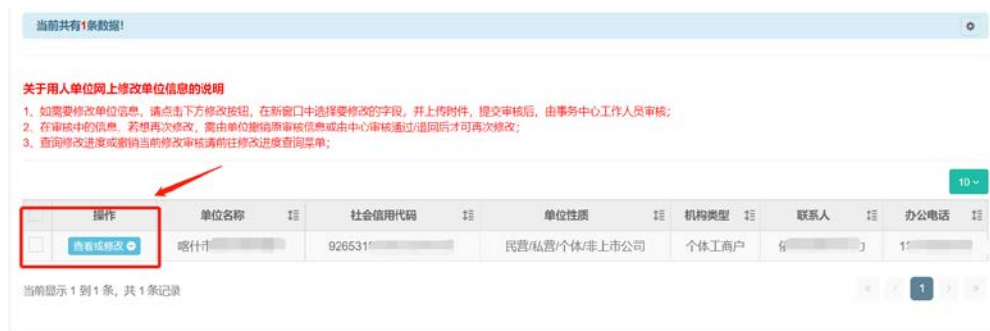 当前共有1条数据!
关于用人单位网上修改单位信息的说明
1、如需要修改单位信息，请点击下方修改按钮，在新窗口中选择要修改的字段，并上传附件，提交审核后，由事务中心工作人员审核;
2、在审核中的信息，若想再次修改，需由单位撤销原审核信息或由中心审核通过/退回后才可再次修改;
3、查询修改进度或撤销当前修改审核请前往修改进度查询菜单;
10
操作 单位名称 社会信用代码 单位性质 机构类型 联系人 办公电话
查看或修改 喀什市 926531 民营/私营/个体/非上市公司 个体工商户
当前显示 1 到 1 条，共 1 条记录
« ‹ 1 › »